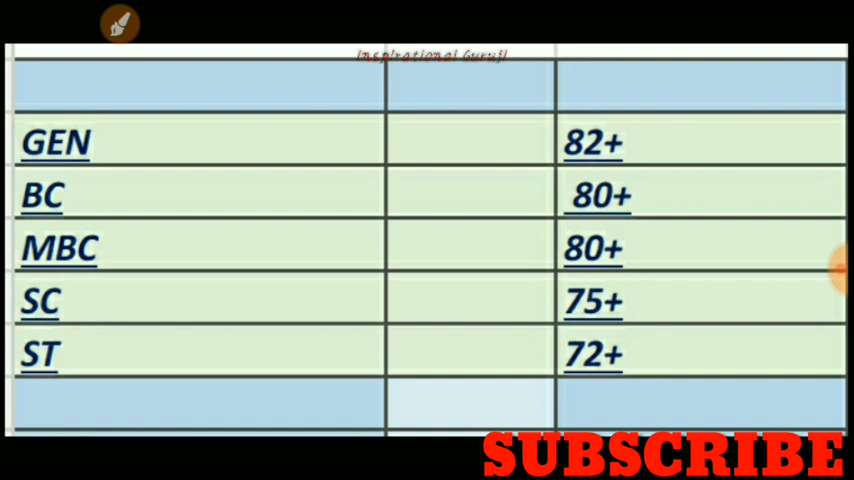 Inspirational Guruji
GEN 82+
BC 80+
MBC 80+
SC 75+
ST 72+
SUBSCRIBE